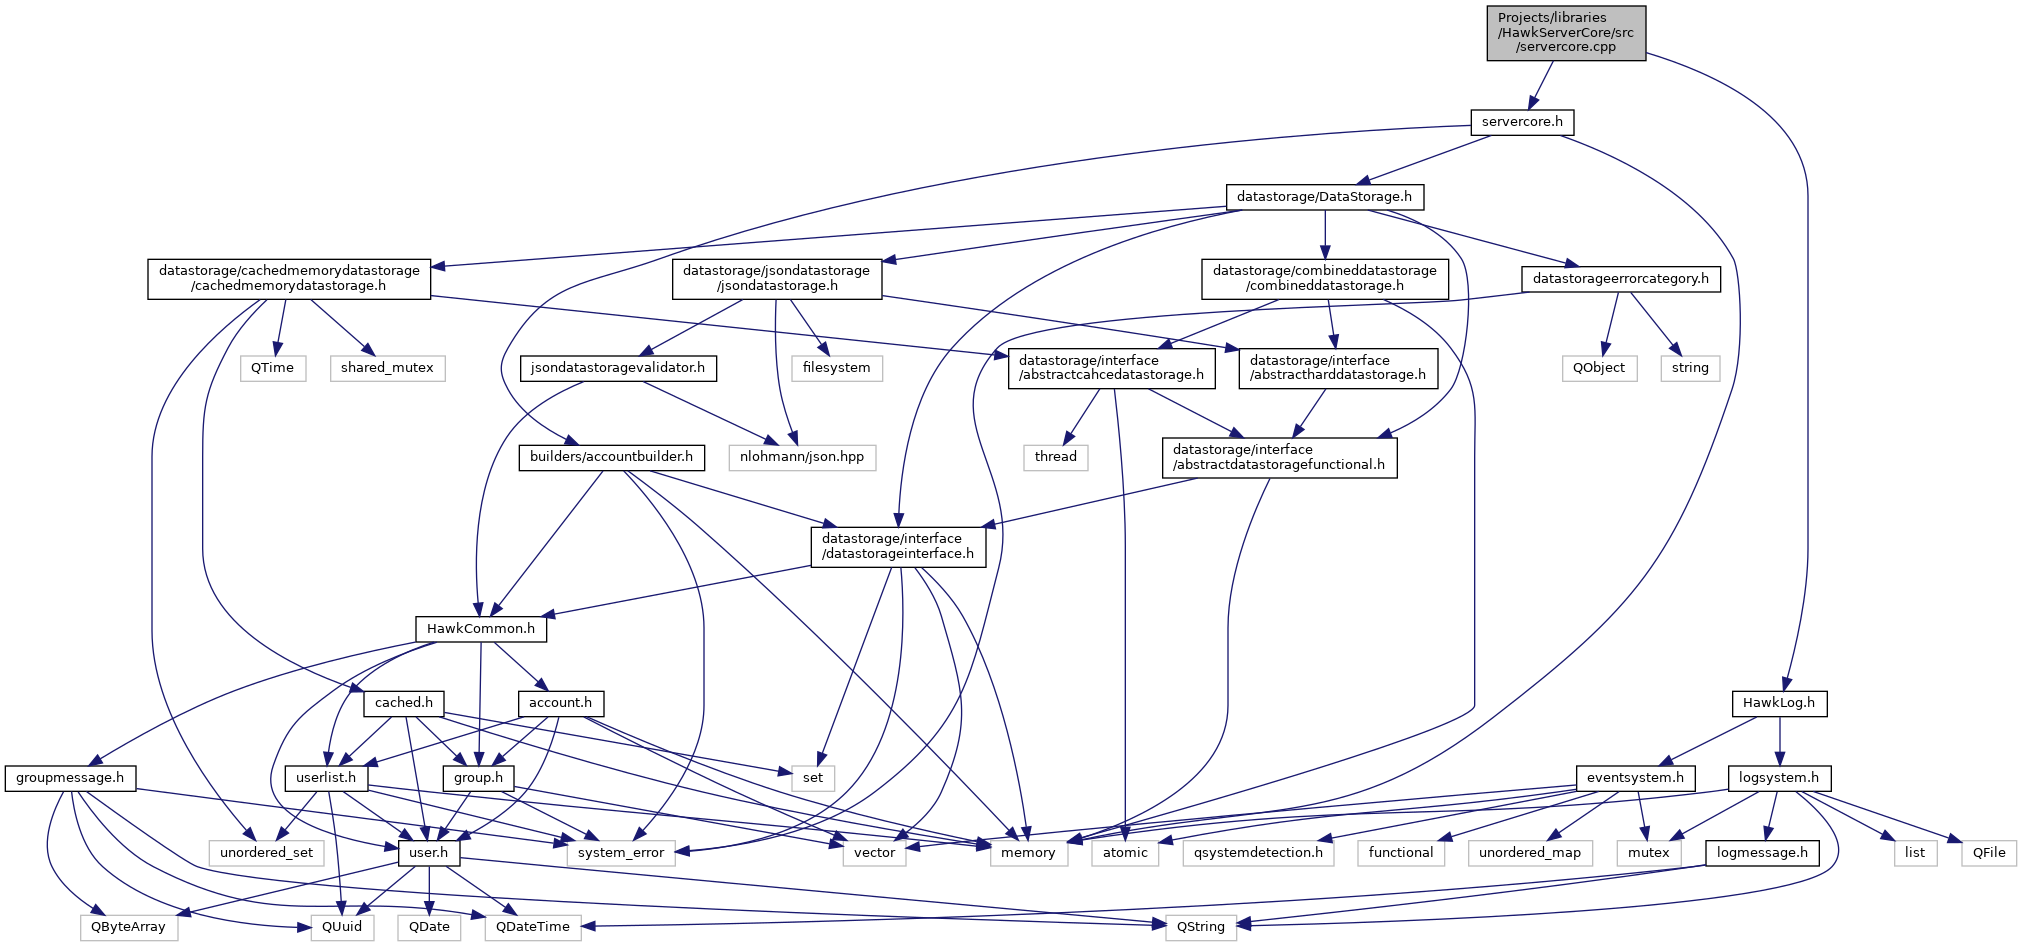 Projects/libraries
/HawkServerCore/src
/servercore.cpp
servercore.h
datastorage/DataStorage.h
datastorage/cachedmemorydatastorage
/cachedmemorydatastorage.h
datastorage/jsondatastorage
/jsondatastorage.h
datastorage/combineddatastorage
/combineddatastorage.h
datastorageerrorcategory.h
QTime
shared_mutex
jsondatastoragevalidator.h
filesystem
datastorage/interface
/abstractcahcedatastorage.h
datastorage/interface
/abstractharddatastorage.h
QObject
string
builders/accountbuilder.h
nlohmann/json.hpp
thread
datastorage/interface
/abstractdatastoragefunctional.h
datastorage/interface
/datastorageinterface.h
HawkCommon.h
cached.h
account.h
HawkLog.h
groupmessage.h
userlist.h
group.h
set
eventsystem.h
logsystem.h
unordered_set
user.h
system_error
vector
memory
atomic
qsystemdetection.h
functional
unordered_map
mutex
logmessage.h
list
QFile
QByteArray
QUuid
QDate
QDateTime
QString